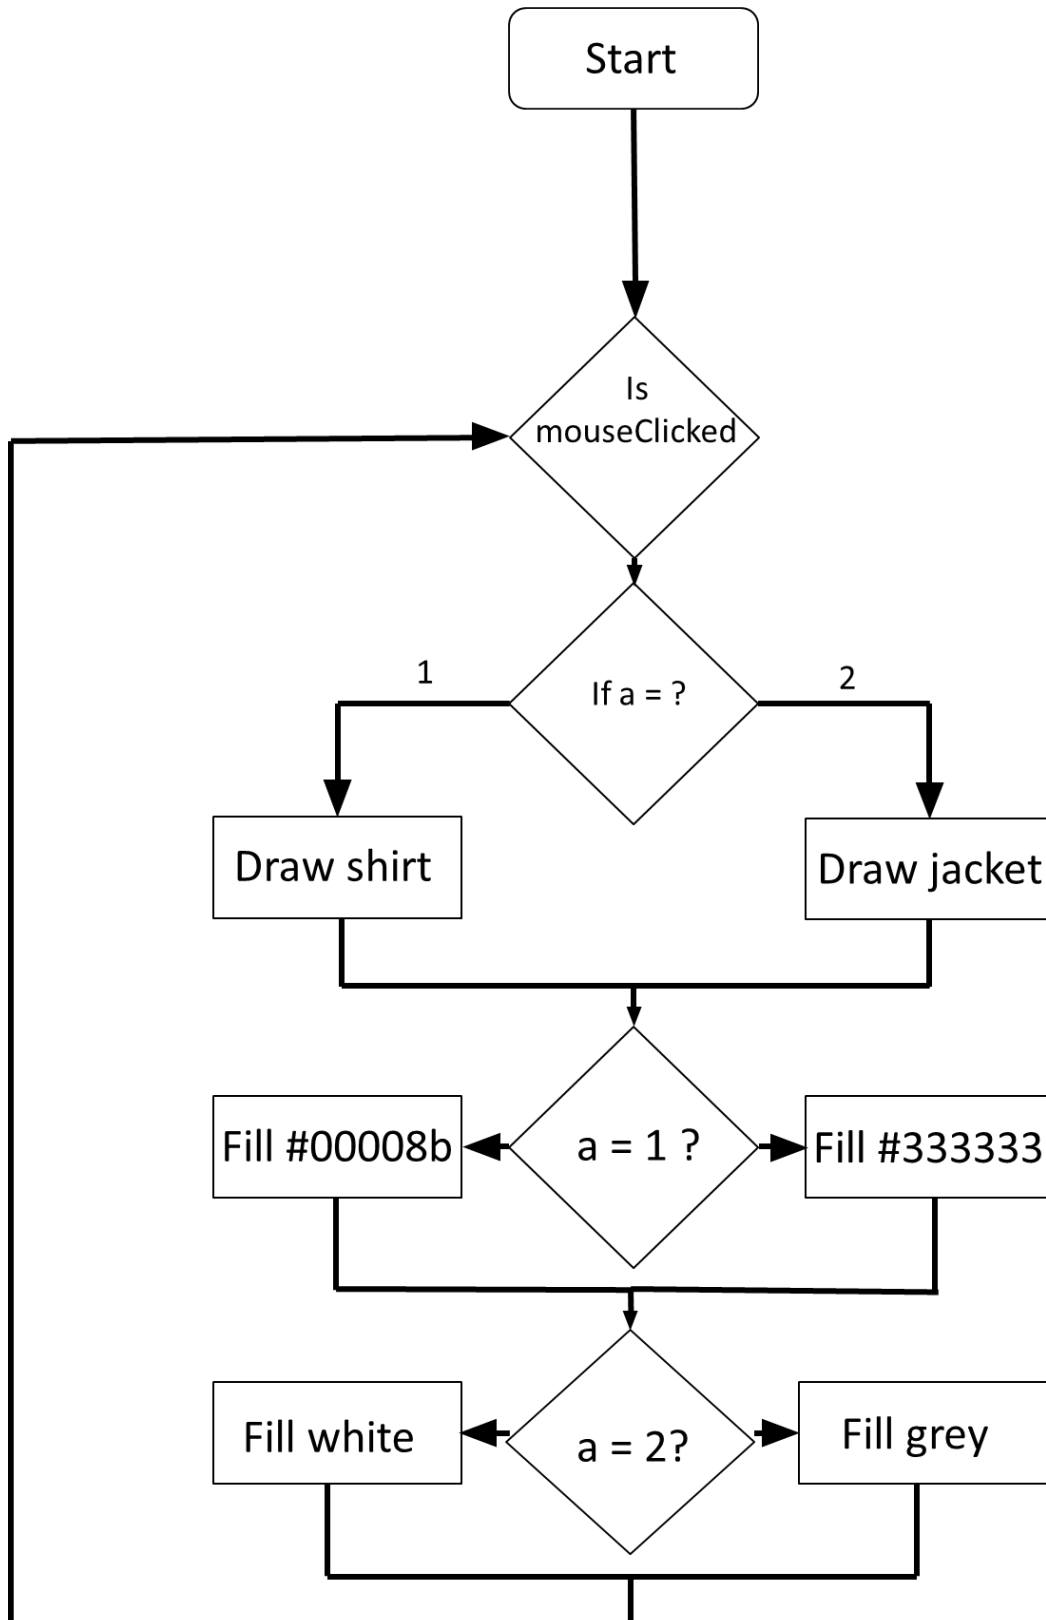 Start
Is
mouseClicked
If a = ?
1
2
Draw shirt
Draw jacket
a = 1 ?
Fill #00008b
Fill #333333
a = 2?
Fill white
Fill grey